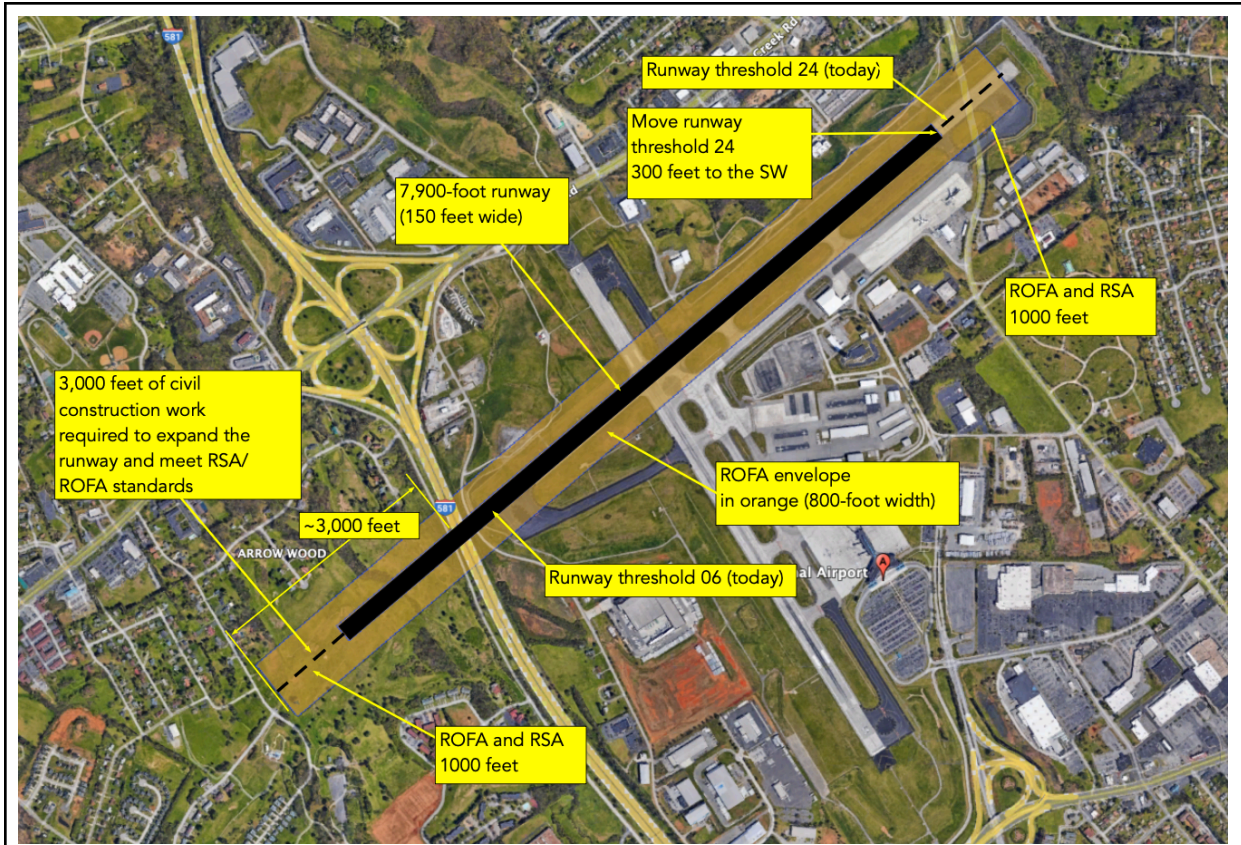 581
Creek Rd
Runway threshold 24 (today)
Move runway
threshold 24
300 feet to the SW
7,900-foot runway
(150 feet wide)
ROFA and RSA
1000 feet
3,000 feet of civil
construction work
required to expand the
runway and meet RSA/
ROFA standards
581
~3,000 feet
ROFA envelope
in orange (800-foot width)
ARROW WOOD
Runway threshold 06 (today)
Airport
A
ROFA and RSA
1000 feet